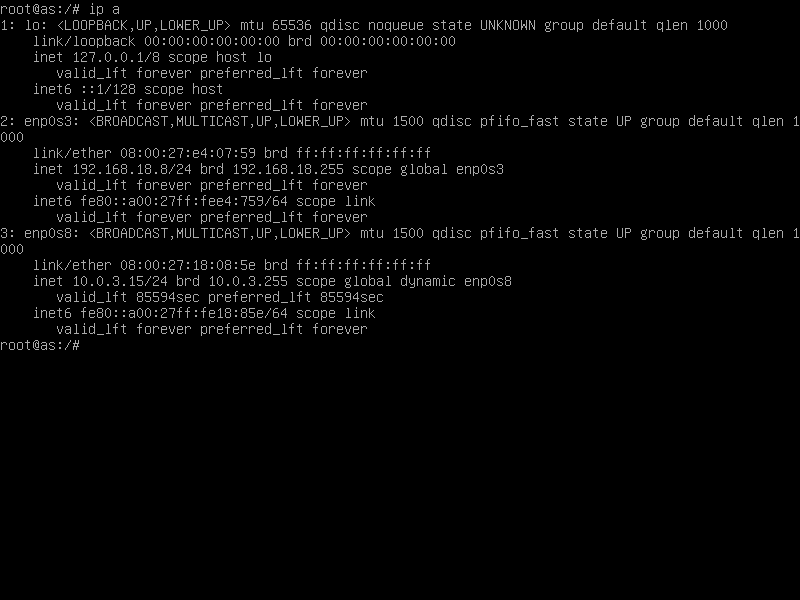 root@as:/# ip a
1: lo: <LOOPBACK,UP,LOWER_UP> mtu 65536 qdisc noqueue state UNKNOWN group default qlen 1000
    link/loopback 00:00:00:00:00:00 brd 00:00:00:00:00:00
    inet 127.0.0.1/8 scope host lo
       valid_lft forever preferred_lft forever
    inet6 ::1/128 scope host
       valid_lft forever preferred_lft forever
2: enp0s3: <BROADCAST,MULTICAST,UP,LOWER_UP> mtu 1500 qdisc pfifo_fast state UP group default qlen 1
000
    link/ether 08:00:27:e4:07:59 brd ff:ff:ff:ff:ff:ff
    inet 192.168.18.8/24 brd 192.168.18.255 scope global enp0s3
       valid_lft forever preferred_lft forever
    inet6 fe80::a00:27ff:fee4:759/64 scope link
       valid_lft forever preferred_lft forever
3: enp0s8: <BROADCAST,MULTICAST,UP,LOWER_UP> mtu 1500 qdisc pfifo_fast state UP group default qlen 1
000
    link/ether 08:00:27:18:08:5e brd ff:ff:ff:ff:ff:ff
    inet 10.0.3.15/24 brd 10.0.3.255 scope global dynamic enp0s8
       valid_lft 85594sec preferred_lft 85594sec
    inet6 fe80::a00:27ff:fe18:85e/64 scope link
       valid_lft forever preferred_lft forever
root@as:/#